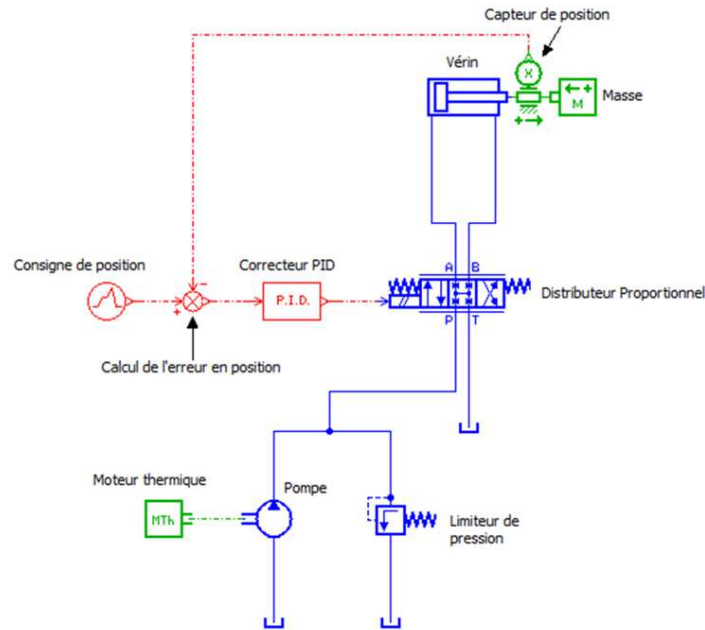 Capteur de position
Vérin
X
M
Masse
Consigne de position
Correcteur PID
P.I.D.
A B
P T
Distributeur Proportionnel
Calcul de l'erreur en position
Moteur thermique
MTh
Pompe
Limiteur de
pression